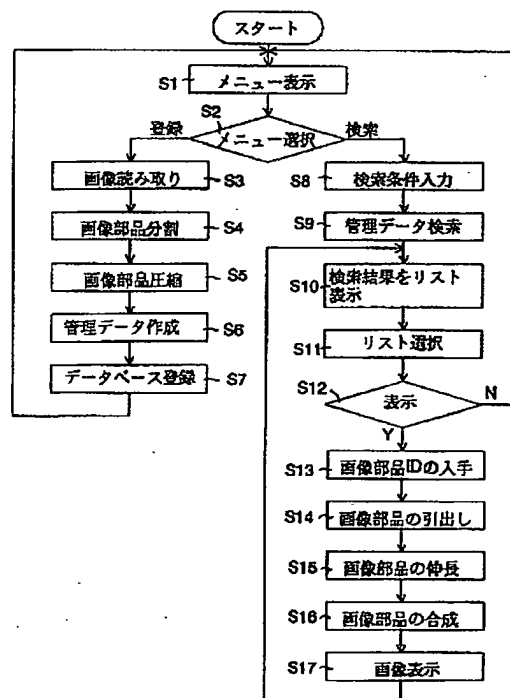 スタート
S1
メニュー表示
S2
メニュー選択
登録
検索
画像読み取り
S3
画像部品分割
S4
画像部品圧縮
S5
管理データ作成
S6
データベース登録
S7
S8
検索条件入力
S9
管理データ検索
S10
検索結果をリスト
表示
S11
リスト選択
S12
表示
N
Y
S13
画像部品IDの入手
S14
画像部品の引出し
S15
画像部品の伸長
S16
画像部品の合成
S17
画像表示